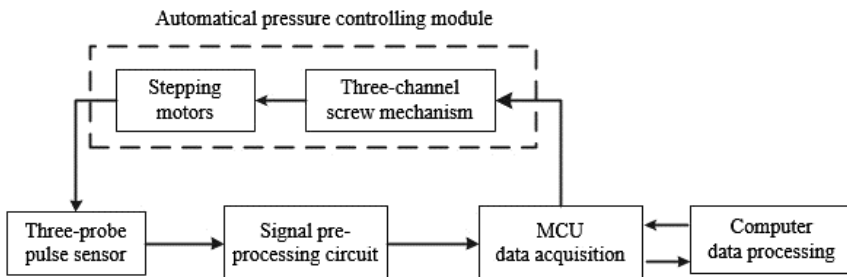 Automatical pressure controlling module
Stepping
motors
Three-channel
screw mechanism
Three-probe
pulse sensor
Signal pre-
processing circuit
MCU
data acquisition
Computer
data processing